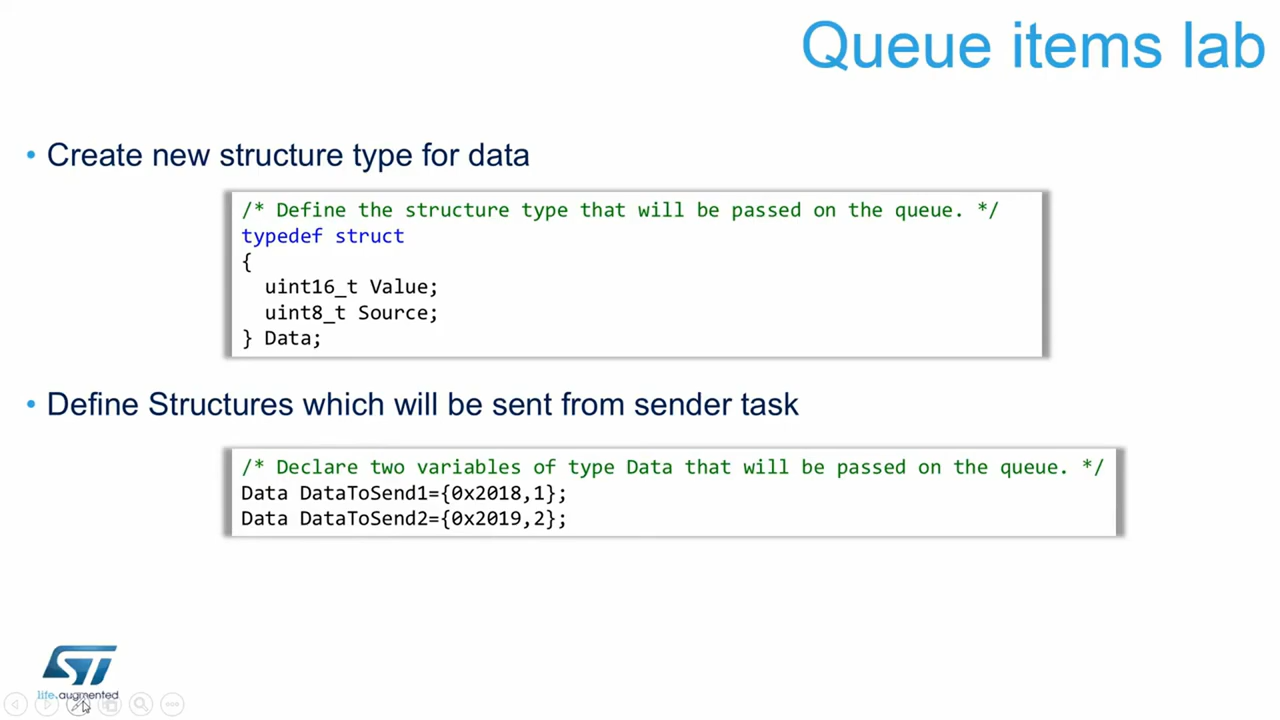 Queue items lab
• Create new structure type for data
/* Define the structure type that will be passed on the queue. */
typedef struct
{
  uint16_t Value;
  uint8_t Source;
} Data;
• Define Structures which will be sent from sender task
/* Declare two variables of type Data that will be passed on the queue. */
Data DataToSend1={0x2018,1};
Data DataToSend2={0x2019,2};
ST
life.augmented